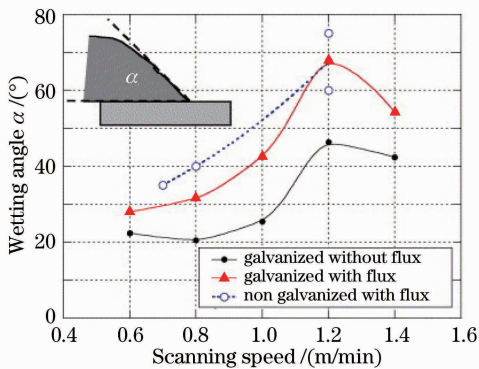 80
60
40
20
0
Wetting angle α /(°)
α
galvanized without flux
galvanized with flux
non galvanized with flux
0.4 0.6 0.8 1.0 1.2 1.4 1.6
Scanning speed /(m/min)